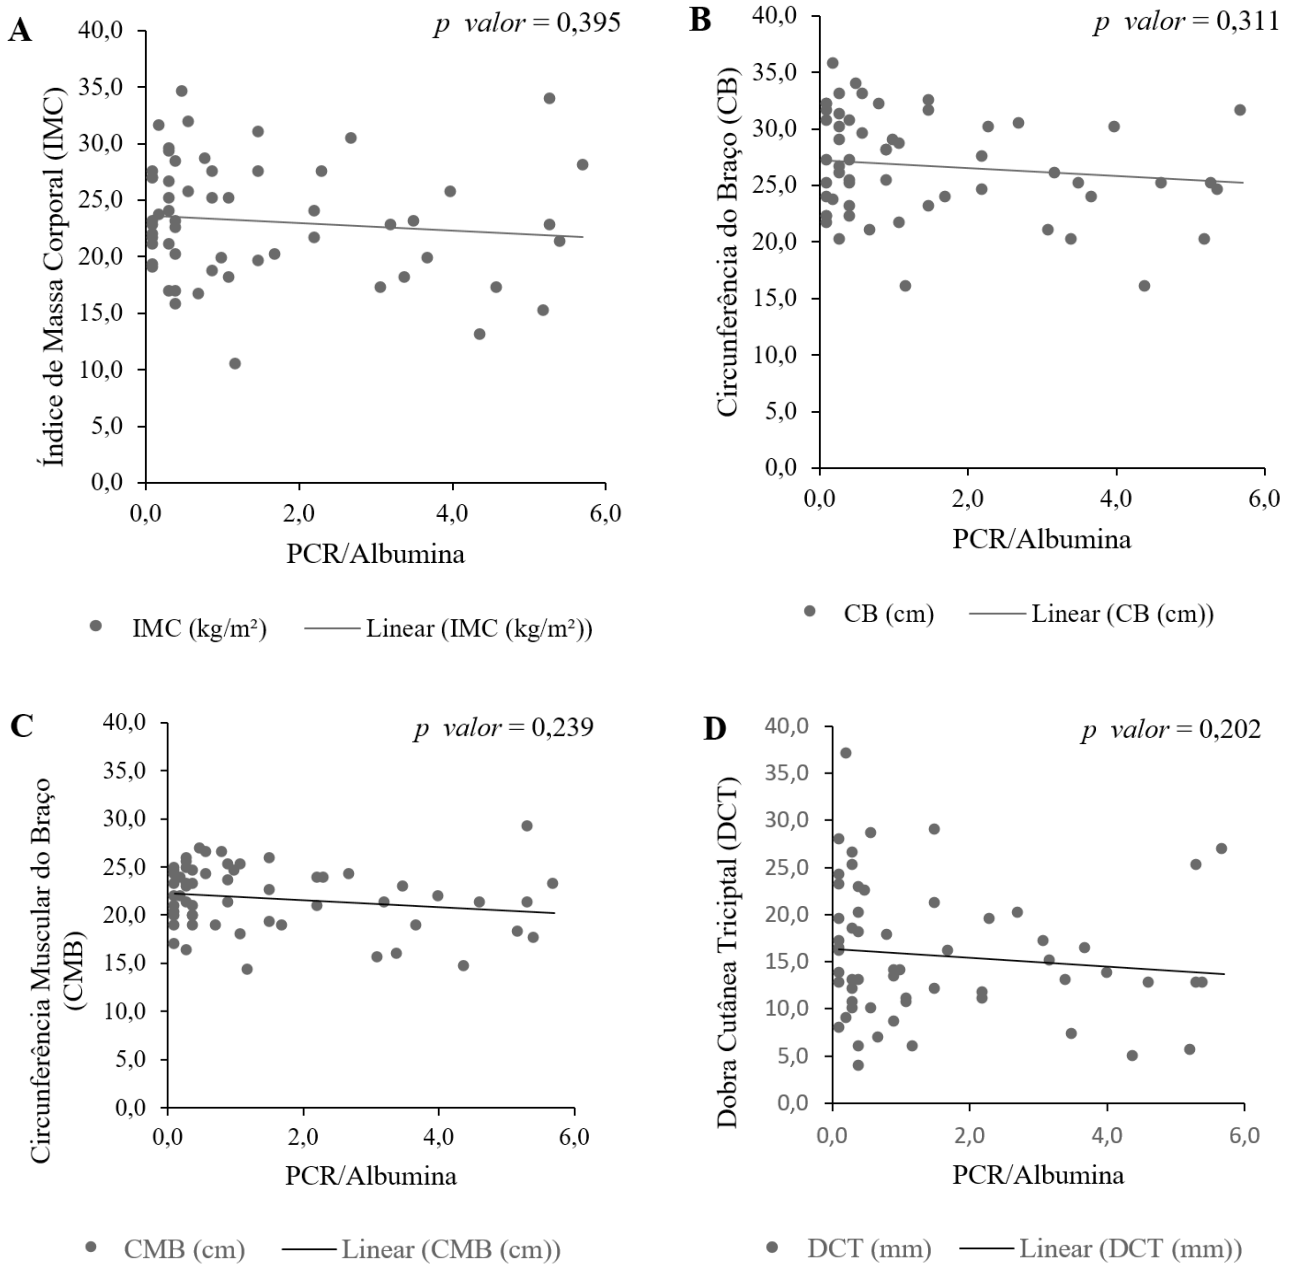 A
p valor = 0,395
40,0
35,0
30,0
25,0
20,0
15,0
10,0
5,0
0,0
Índice de Massa Corporal (IMC)
0,0 2,0 4,0 6,0
PCR/Albumina
IMC (kg/m²) Linear (IMC (kg/m²))
B
p valor = 0,311
40,0
35,0
30,0
25,0
20,0
15,0
10,0
5,0
0,0
Circunferência do Braço (CB)
0,0 2,0 4,0 6,0
PCR/Albumina
CB (cm) Linear (CB (cm))
C
p valor = 0,239
40,0
35,0
30,0
25,0
20,0
15,0
10,0
5,0
0,0
Circunferência Muscular do Braço
(CMB)
0,0 2,0 4,0 6,0
PCR/Albumina
CMB (cm) Linear (CMB (cm))
D
p valor = 0,202
40,0
35,0
30,0
25,0
20,0
15,0
10,0
5,0
0,0
Dobra Cutânea Triciptal (DCT)
0,0 2,0 4,0 6,0
PCR/Albumina
DCT (mm) Linear (DCT (mm))